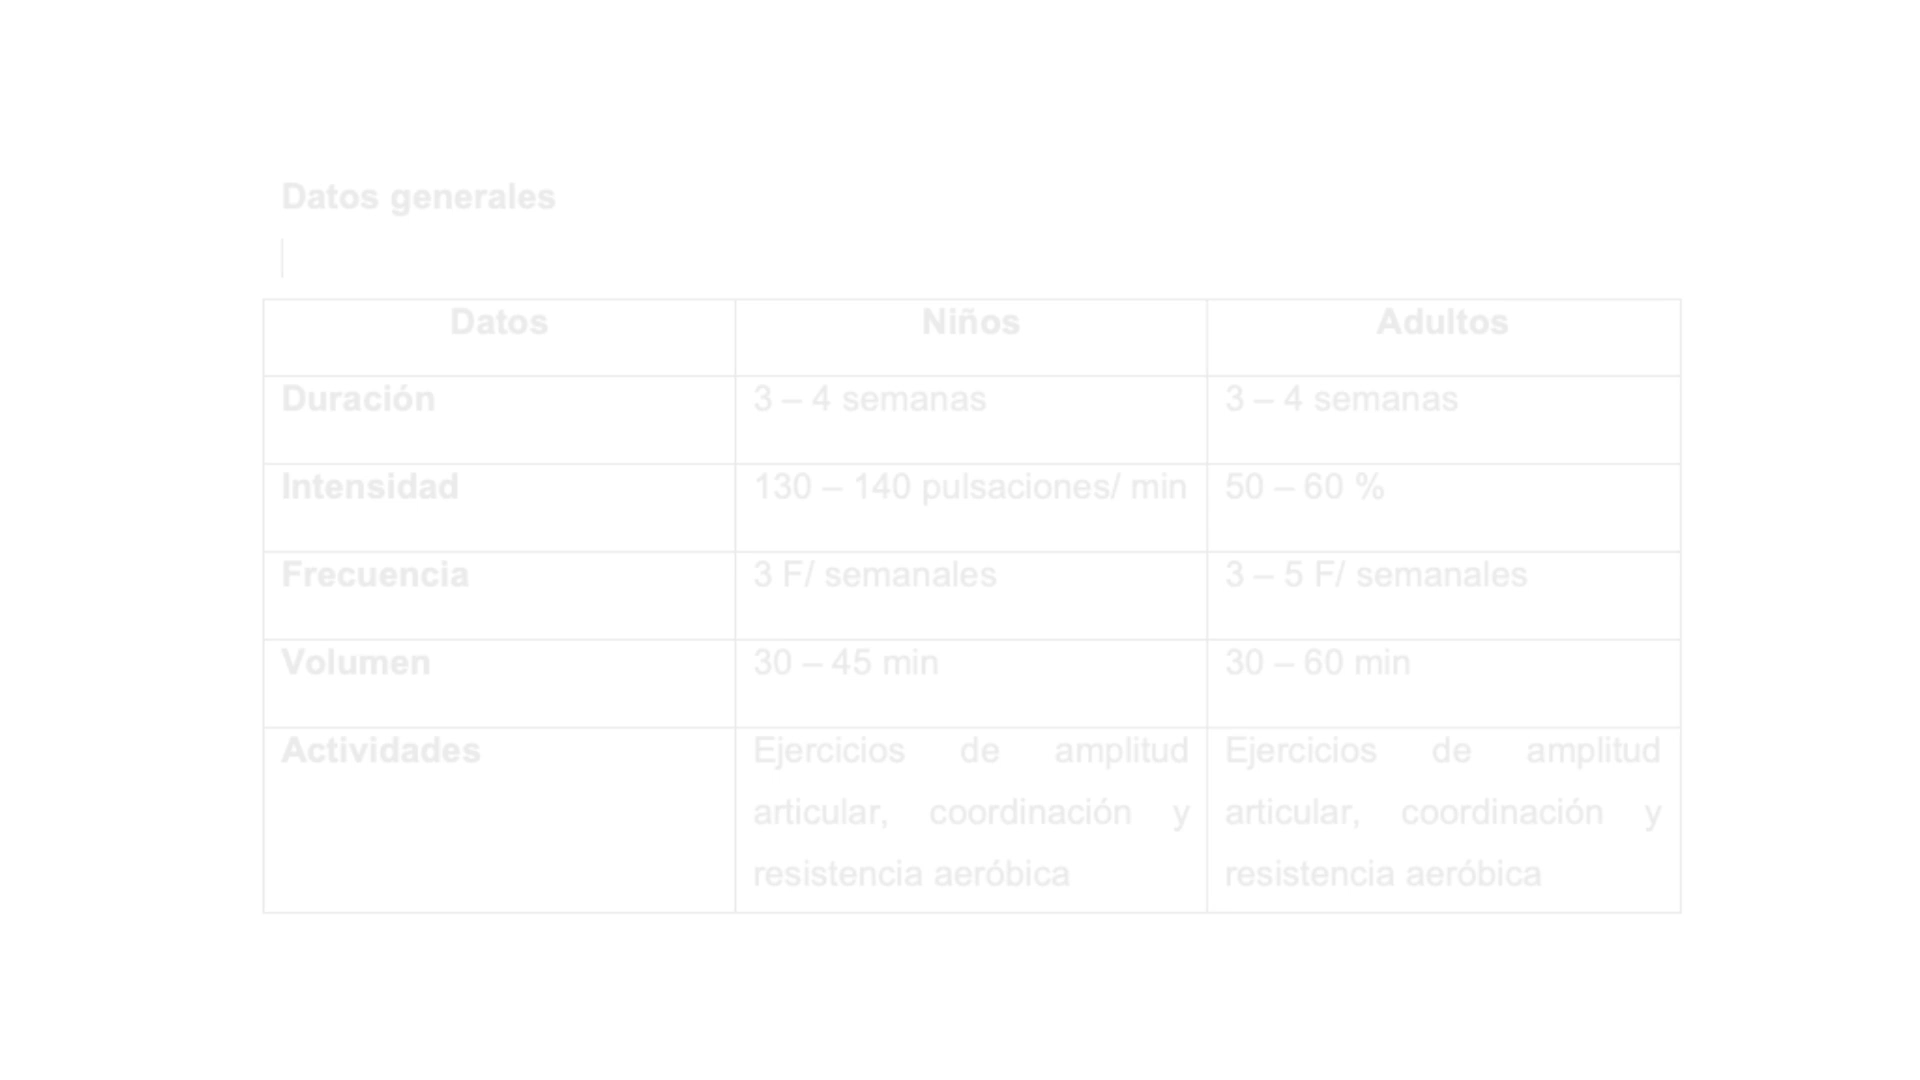 Datos generales
Datos Niños Adultos
Duración 3 – 4 semanas 3 – 4 semanas
Intensidad 130 – 140 pulsaciones/ min 50 – 60 %
Frecuencia 3 F/ semanales 3 – 5 F/ semanales
Volumen 30 – 45 min 30 – 60 min
Actividades Ejercicios de amplitud Ejercicios de amplitud
articular, coordinación y articular, coordinación y
resistencia aeróbica resistencia aeróbica